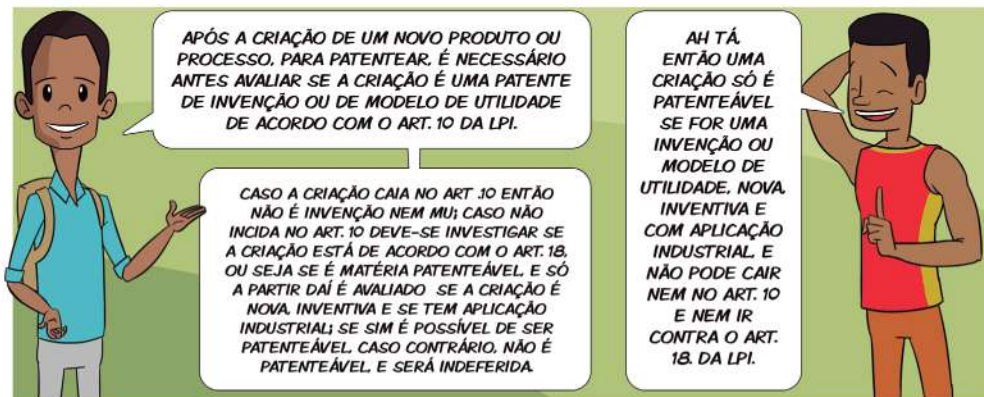 APÓS A CRIAÇÃO DE UM NOVO PRODUTO OU
PROCESSO, PARA PATENTEAR, É NECESSÁRIO
ANTES AVALIAR SE A CRIAÇÃO É UMA PATENTE
DE INVENÇÃO OU DE MODELO DE UTILIDADE
DE ACORDO COM O ART. 10 DA LPI.
CASO A CRIAÇÃO CAIA NO ART .10 ENTÃO
NÃO É INVENÇÃO NEM MU; CASO NÃO
INCIDA NO ART. 10 DEVE-SE INVESTIGAR SE
A CRIAÇÃO ESTÁ DE ACORDO COM O ART. 18,
OU SEJA SE É MATÉRIA PATENTEÁVEL, E SÓ
A PARTIR DAÍ É AVALIADO SE A CRIAÇÃO É
NOVA, INVENTIVA E SE TEM APLICAÇÃO
INDUSTRIAL; SE SIM É POSSÍVEL DE SER
PATENTEÁVEL, CASO CONTRÁRIO, NÃO É
PATENTEÁVEL, E SERÁ INDEFERIDA.
AH TÁ,
ENTÃO UMA
CRIAÇÃO SÓ É
PATENTEÁVEL
SE FOR UMA
INVENÇÃO OU
MODELO DE
UTILIDADE, NOVA,
INVENTIVA E
COM APLICAÇÃO
INDUSTRIAL, E
NÃO PODE CAIR
NEM NO ART. 10
E NEM IR
CONTRA O ART.
18. DA LPI.